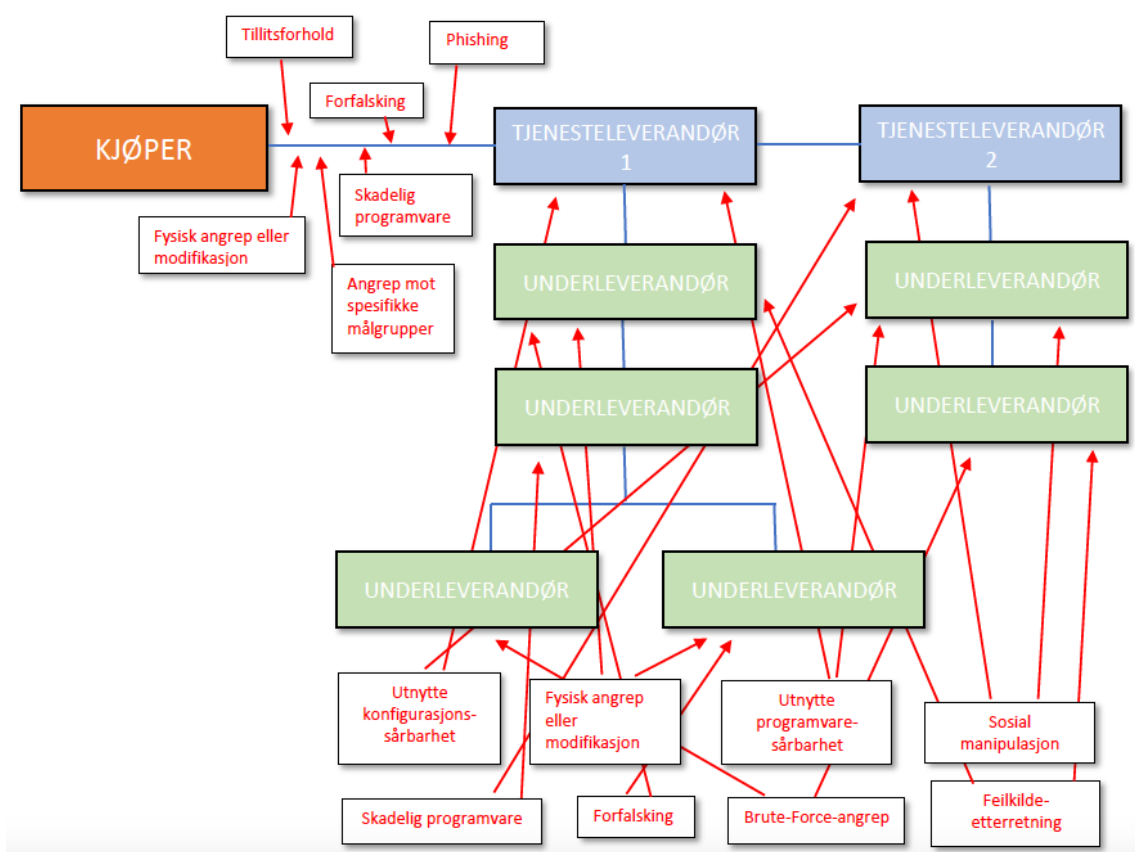 Tillitsforhold
Phishing
Forfalsking
KJØPER
TJENESTELEVERANDØR
1
TJENESTELEVERANDØR
2
Skadelig
programvare
Fysisk angrep eller
modifikasjon
Angrep mot
spesifikke
målgrupper
UNDERLEVERANDØR
UNDERLEVERANDØR
UNDERLEVERANDØR
UNDERLEVERANDØR
UNDERLEVERANDØR
UNDERLEVERANDØR
Utnytte
konfigurasjons-
sårbarhet
Fysisk angrep
eller
modifikasjon
Utnytte
programvare-
sårbarhet
Sosial
manipulasjon
Skadelig programvare
Forfalsking
Brute-Force-angrep
Feilkilde-
etterretning